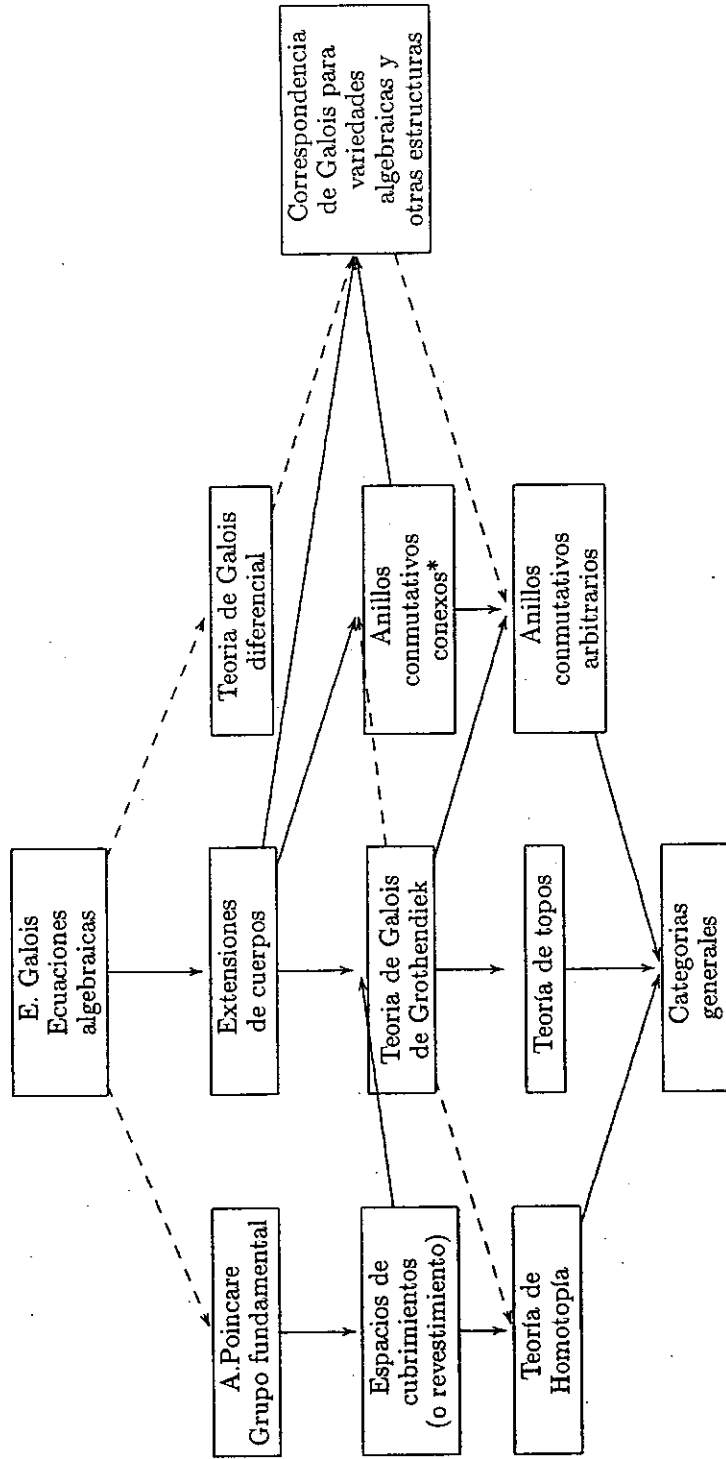 E. Galois
Ecuaciones
algebraicas
A.Poincare
Grupo fundamental
Extensiones
de cuerpos
Teoria de Galois
diferencial
Correspondencia
de Galois para
variedades
algebraicas y
otras estructuras
Espacios de
cubrimientos
(o revestimiento)
Teoria de Galois
de Grothendiek
Anillos
conmutativos
conexos*
Teoría de
Homotopía
Teoría de topos
Anillos
conmutativos
arbitrarios
Categorias
generales